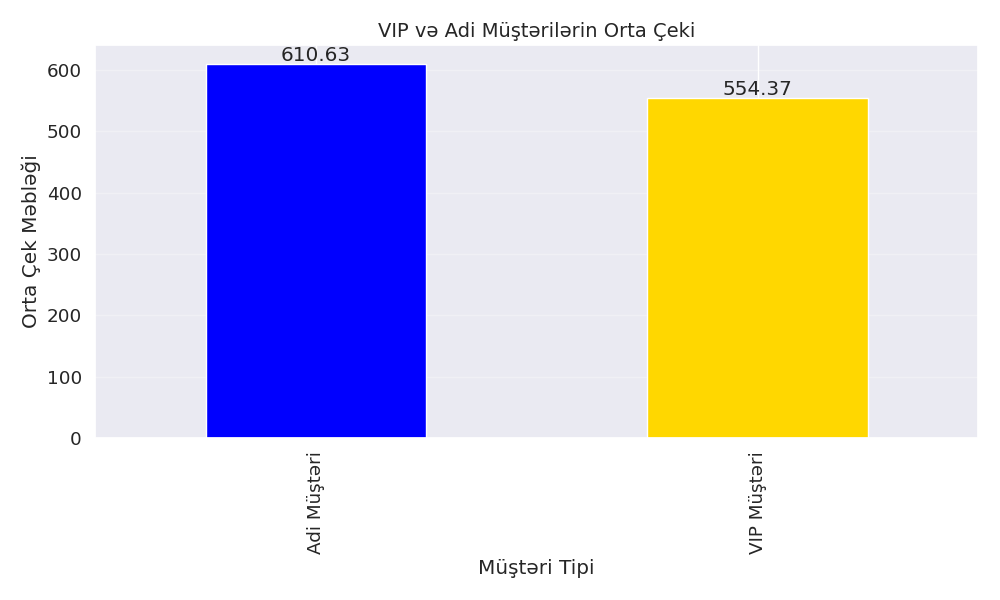 VIP və Adi Müştərilərin Orta Çeki
610.63
554.37
600
500
400
300
200
100
0
Orta Çek Məbləği
Adi Müştəri
VIP Müştəri
Müştəri Tipi